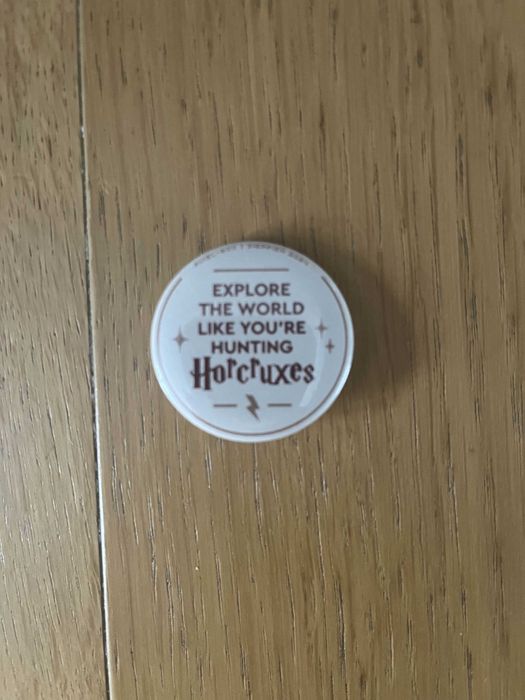 EXPLORE
THE WORLD
LIKE YOU'RE
HUNTING
Horcruxes